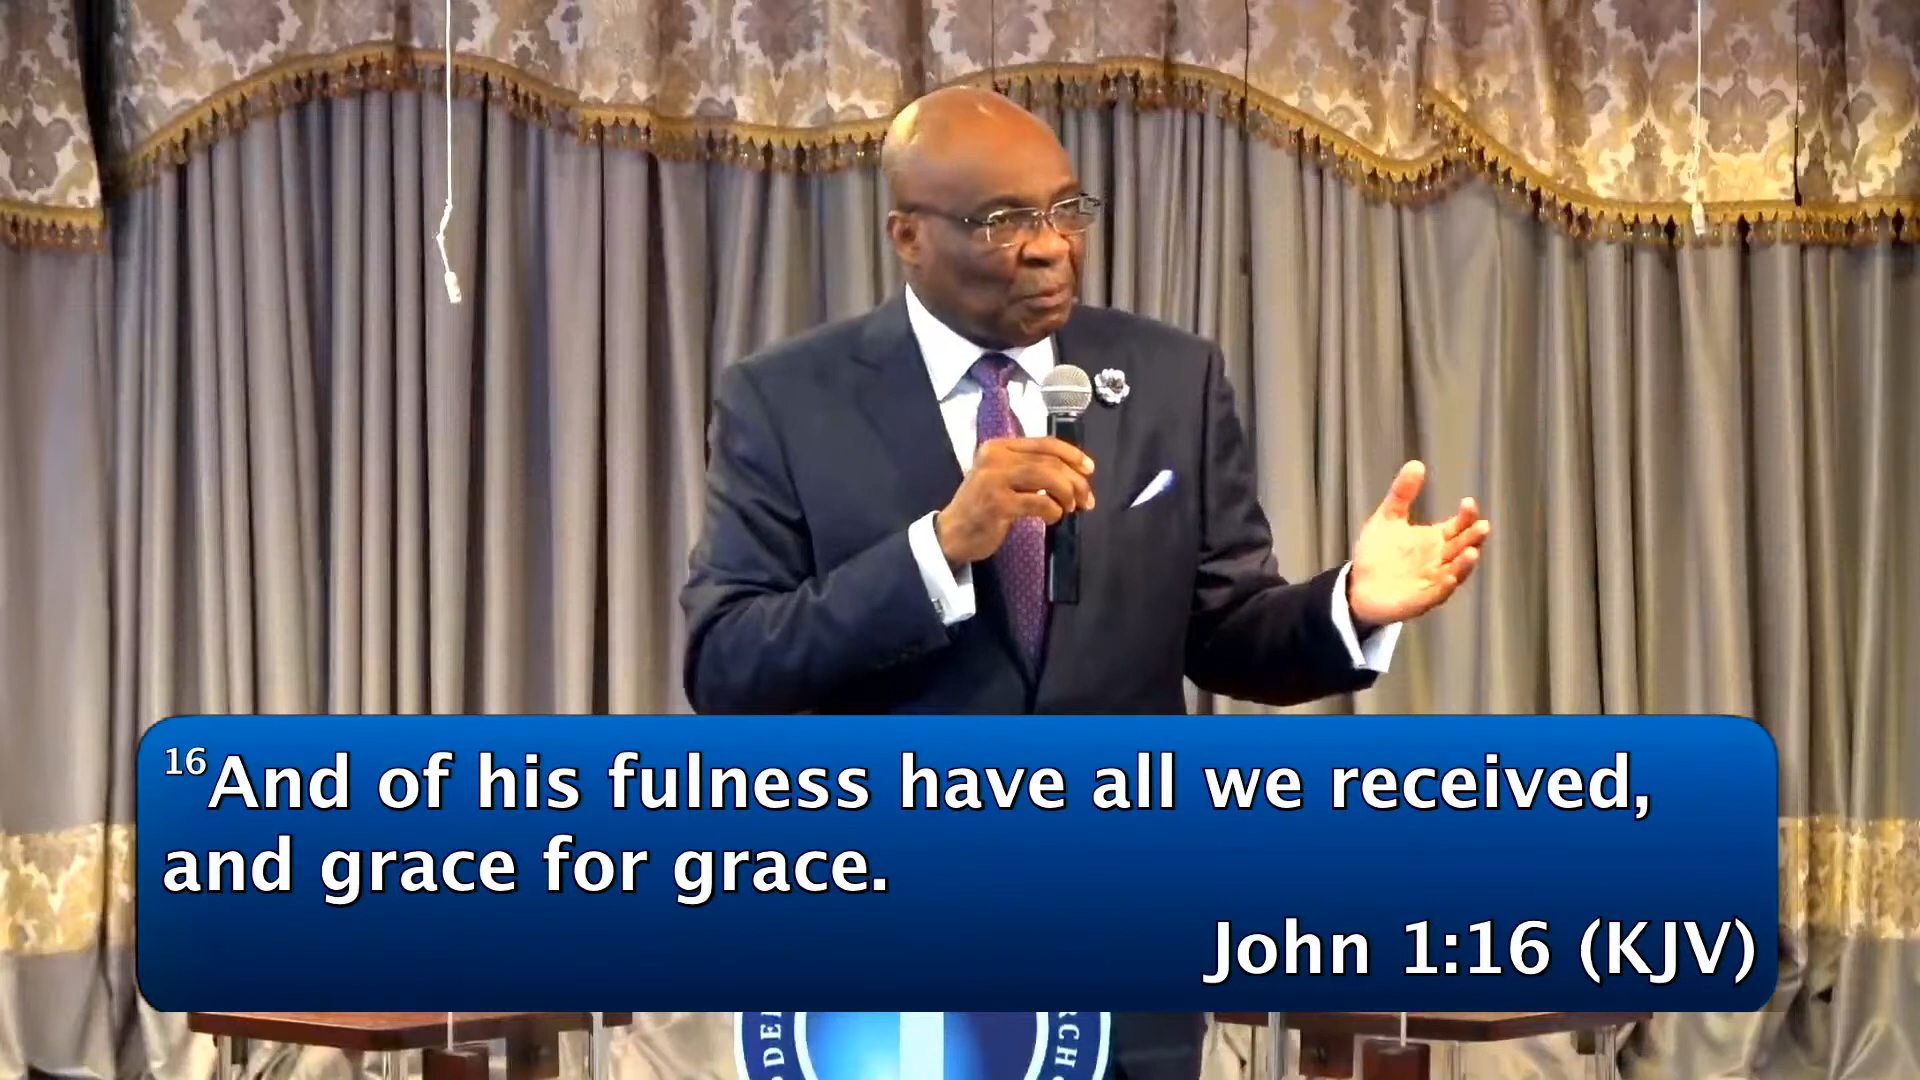 ¹⁶And of his fulness have all we received,
and grace for grace.
John 1:16 (KJV)